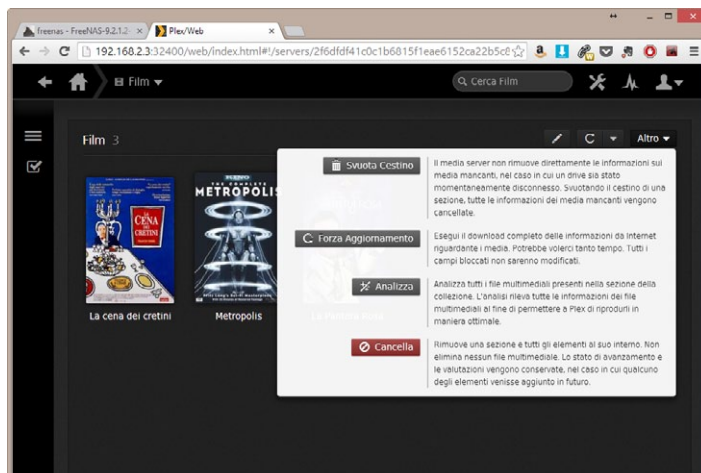 freenas - FreeNAS-9.2.1.2-
Plex/Web
192.168.2.3:32400/web/index.html#!/servers/2f6dfdf41c0c1b6815f1eae6152ca22b5c8
Film
Cerca Film
Film 3
Altro
Svuota Cestino
Il media server non rimuove direttamente le informazioni sui
media mancanti, nel caso in cui un drive sia stato
momentaneamente disconnesso. Svuotando il cestino di una
sezione, tutte le informazioni dei media mancanti vengono
cancellate.
Forza Aggiornamento
Esegui il download completo delle informazioni da Internet
riguardante i media. Potrebbe volerci tanto tempo. Tutti i
campi bloccati non sareno modificati.
Analizza
Analizza tutti i file multimediali presenti nella sezione della
collezione. L'analisi rileva tutte le informazioni dei file
multimediali al fine di permettere a Plex di riprodurli in
maniera ottimale.
Cancella
Rimuove una sezione e tutti gli elementi al suo interno. Non
elimina nessun file multimediale. Lo stato di avanzamento e
le valutazioni vengono conservate, nel caso in cui qualcuno
degli elementi venisse aggiunto in futuro.
LA
CENA
DEI
CRETINI
KINO
THE COMPLETE
METROPOLIS
La cena dei cretini
Metropolis